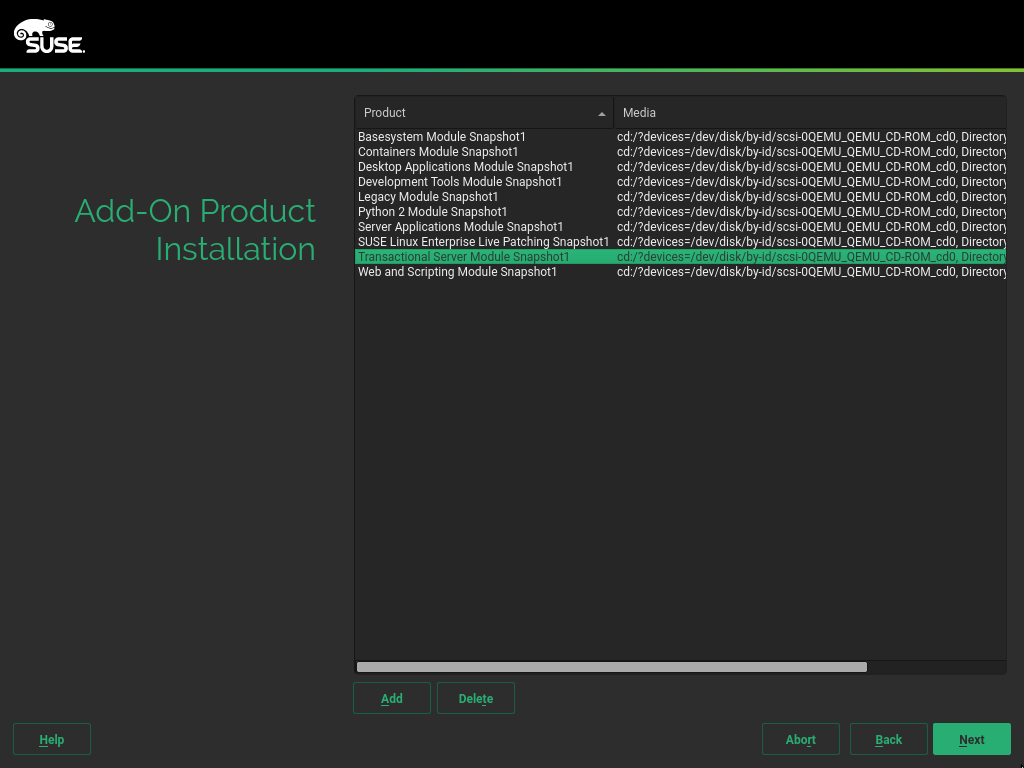 SUSE.
Add-On Product
Installation
Product Media
Basesystem Module Snapshot1 cd:/?devices=/dev/disk/by-id/scsi-0QEMU_QEMU_CD-ROM_cd0, Directory
Containers Module Snapshot1 cd:/?devices=/dev/disk/by-id/scsi-0QEMU_QEMU_CD-ROM_cd0, Directory
Desktop Applications Module Snapshot1 cd:/?devices=/dev/disk/by-id/scsi-0QEMU_QEMU_CD-ROM_cd0, Directory
Development Tools Module Snapshot1 cd:/?devices=/dev/disk/by-id/scsi-0QEMU_QEMU_CD-ROM_cd0, Directory
Legacy Module Snapshot1 cd:/?devices=/dev/disk/by-id/scsi-0QEMU_QEMU_CD-ROM_cd0, Directory
Python 2 Module Snapshot1 cd:/?devices=/dev/disk/by-id/scsi-0QEMU_QEMU_CD-ROM_cd0, Directory
Server Applications Module Snapshot1 cd:/?devices=/dev/disk/by-id/scsi-0QEMU_QEMU_CD-ROM_cd0, Directory
SUSE Linux Enterprise Live Patching Snapshot1 cd:/?devices=/dev/disk/by-id/scsi-0QEMU_QEMU_CD-ROM_cd0, Directory
Transactional Server Module Snapshot1 cd:/?devices=/dev/disk/by-id/scsi-0QEMU_QEMU_CD-ROM_cd0, Directory
Web and Scripting Module Snapshot1 cd:/?devices=/dev/disk/by-id/scsi-0QEMU_QEMU_CD-ROM_cd0, Directory
Add Delete
Help Abort Back Next